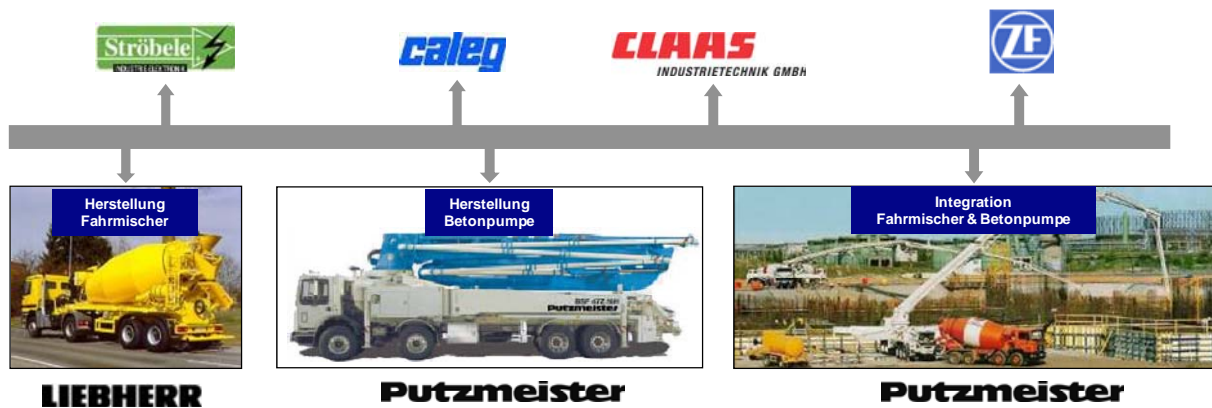 Ströbele
INDUSTRIE-ELEKTRONIK
caleg
CLAAS
INDUSTRIETECHNIK GMBH
ZF
Herstellung
Fahrmischer
Herstellung
Betonpumpe
Integration
Fahrmischer & Betonpumpe
Putzmeister
LIEBHERR
Putzmeister
Putzmeister